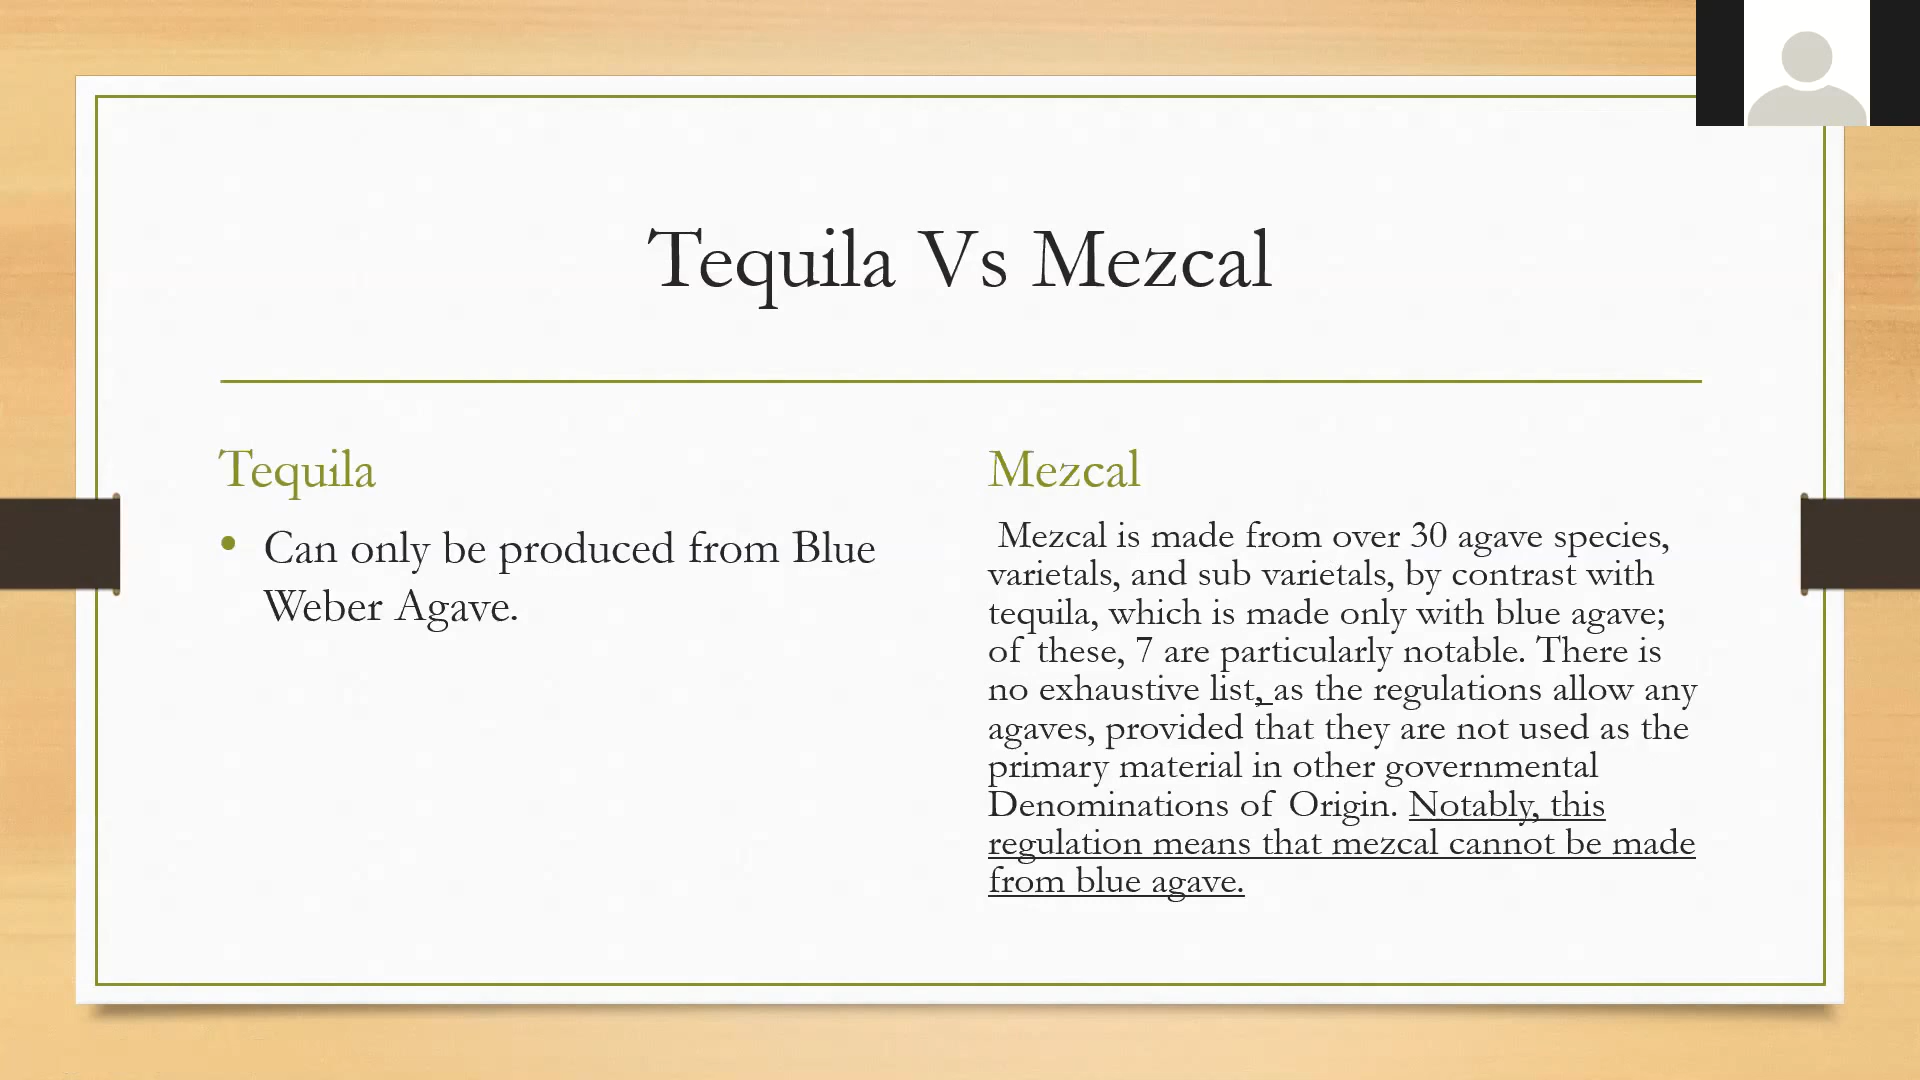 Tequila Vs Mezcal
Tequila
• Can only be produced from Blue
Weber Agave.
Mezcal
Mezcal is made from over 30 agave species,
varietals, and sub varietals, by contrast with
tequila, which is made only with blue agave;
of these, 7 are particularly notable. There is
no exhaustive list, as the regulations allow any
agaves, provided that they are not used as the
primary material in other governmental
Denominations of Origin. Notably, this
regulation means that mezcal cannot be made
from blue agave.